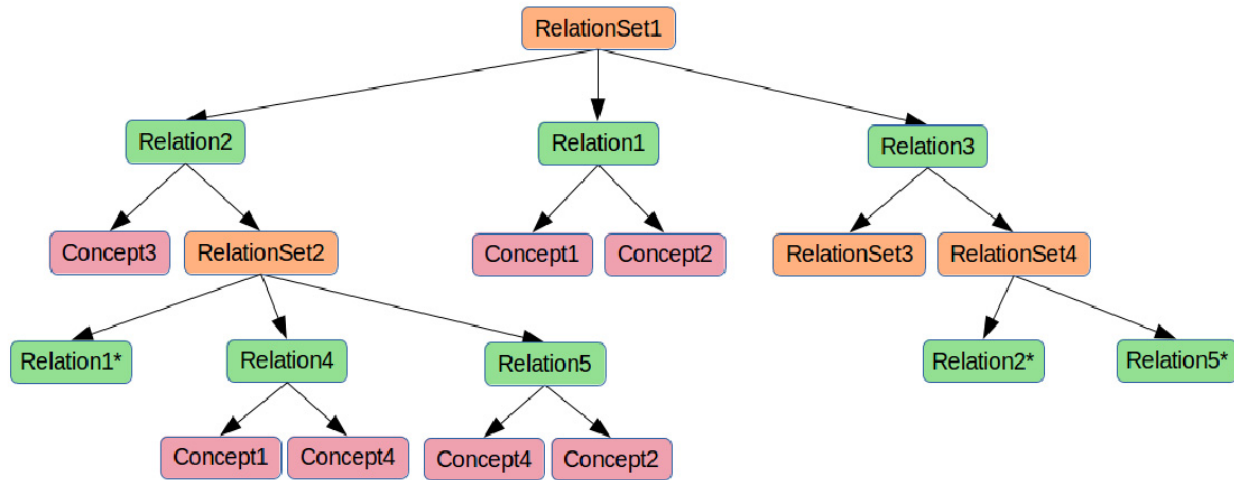 RelationSet1
Relation2
Relation1
Relation3
Concept3
RelationSet2
Concept1
Concept2
RelationSet3
RelationSet4
Relation1*
Relation4
Relation5
Relation2*
Relation5*
Concept1
Concept4
Concept4
Concept2